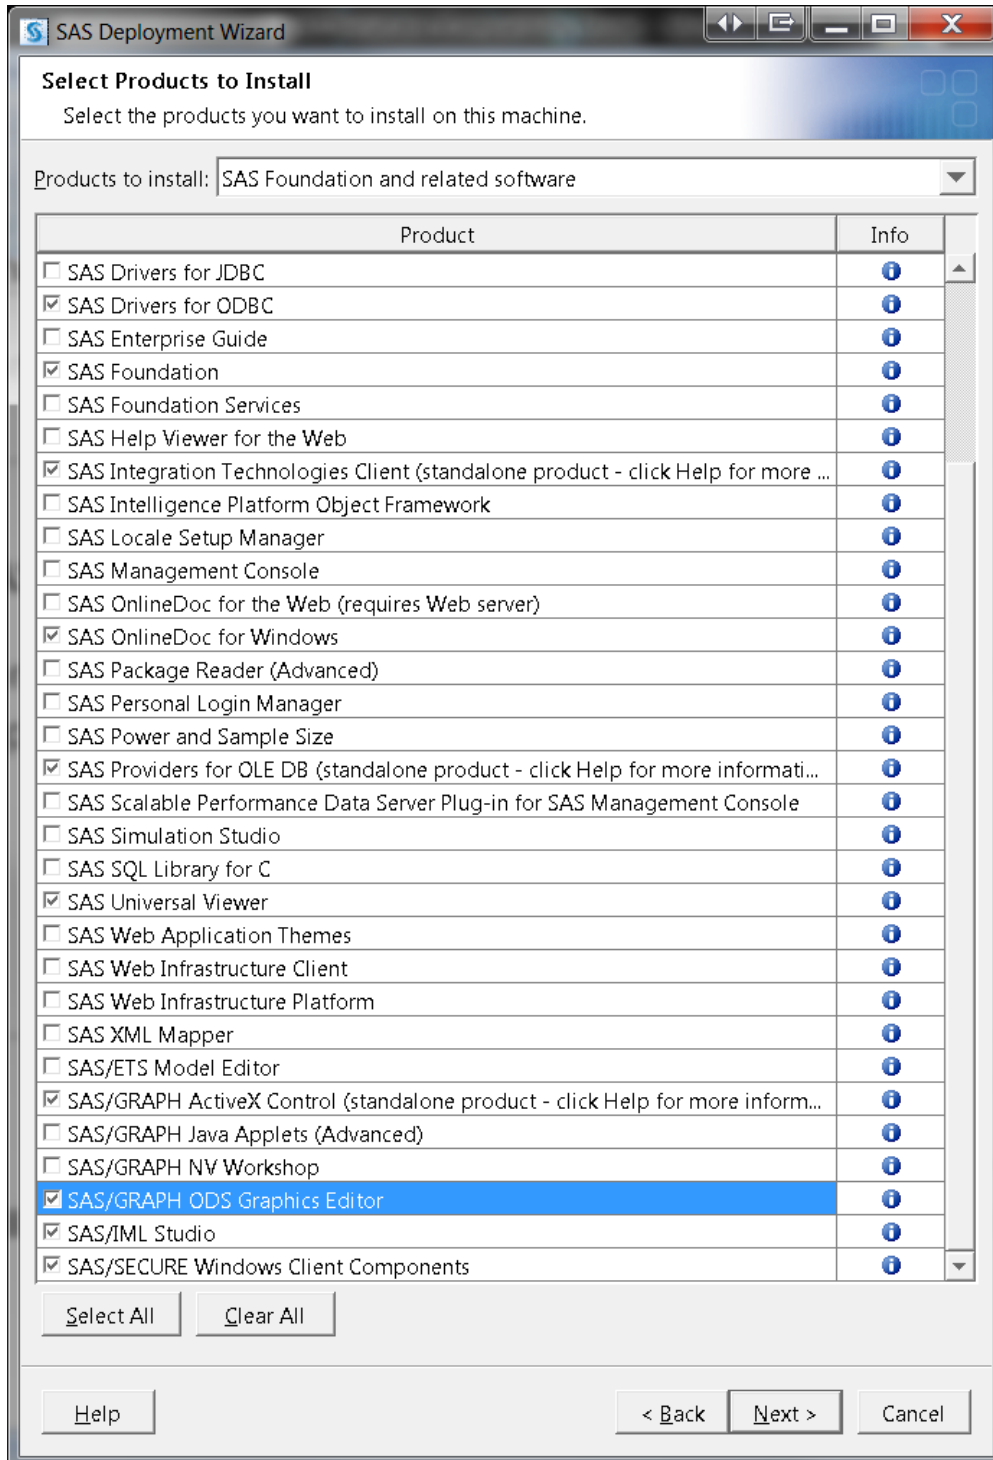 SAS Deployment Wizard
Select Products to Install
Select the products you want to install on this machine.
Products to install: SAS Foundation and related software
Product Info
SAS Drivers for JDBC
SAS Drivers for ODBC
SAS Enterprise Guide
SAS Foundation
SAS Foundation Services
SAS Help Viewer for the Web
SAS Integration Technologies Client (standalone product - click Help for more ...
SAS Intelligence Platform Object Framework
SAS Locale Setup Manager
SAS Management Console
SAS OnlineDoc for the Web (requires Web server)
SAS OnlineDoc for Windows
SAS Package Reader (Advanced)
SAS Personal Login Manager
SAS Power and Sample Size
SAS Providers for OLE DB (standalone product - click Help for more informati...
SAS Scalable Performance Data Server Plug-in for SAS Management Console
SAS Simulation Studio
SAS SQL Library for C
SAS Universal Viewer
SAS Web Application Themes
SAS Web Infrastructure Client
SAS Web Infrastructure Platform
SAS XML Mapper
SAS/ETS Model Editor
SAS/GRAPH ActiveX Control (standalone product - click Help for more inform...
SAS/GRAPH Java Applets (Advanced)
SAS/GRAPH NV Workshop
SAS/GRAPH ODS Graphics Editor
SAS/IML Studio
SAS/SECURE Windows Client Components
Select All Clear All
Help < Back Next > Cancel